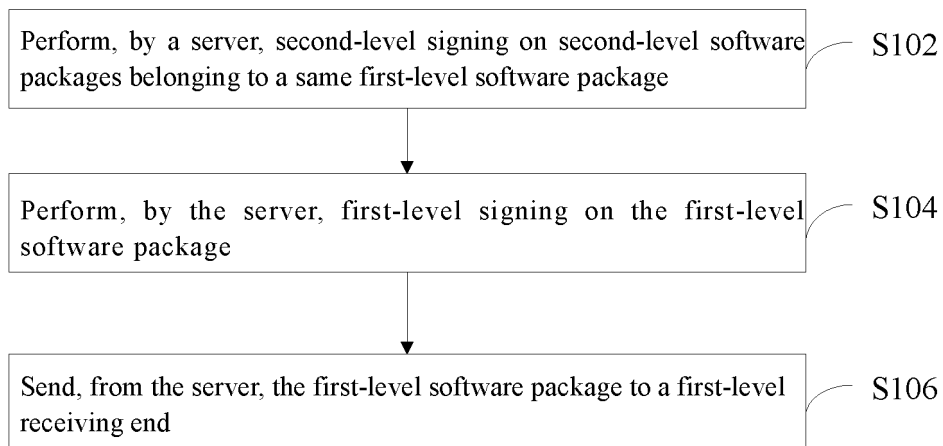 Perform, by a server, second-level signing on second-level software
packages belonging to a same first-level software package
S102
Perform, by the server, first-level signing on the first-level
software package
S104
Send, from the server, the first-level software package to a first-level
receiving end
S106